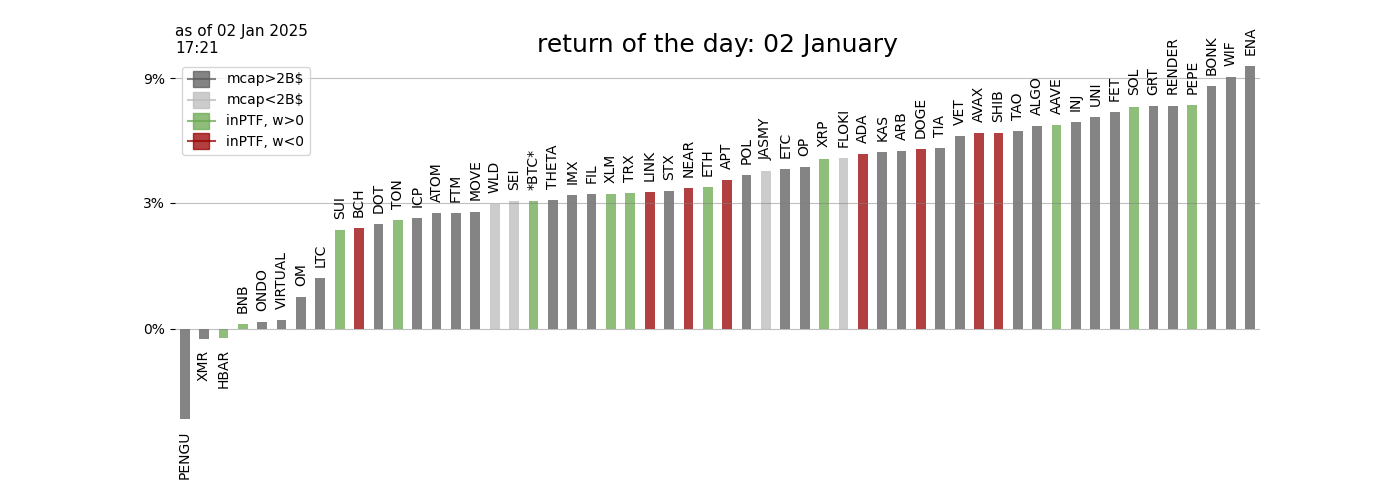 as of 02 Jan 2025
17:21
return of the day: 02 January
mcap>2B$
mcap<2B$
inPTF, w>0
inPTF, w<0
9%
3%
0%
PENGU
XMR
HBAR
BNB
ONDO
VIRTUAL
OM
LTC
SUI
BCH
DOT
TON
ICP
ATOM
FTM
MOVE
WLD
SEI
*BTC*
THETA
IMX
FIL
XLM
TRX
LINK
STX
NEAR
ETH
APT
POL
JASMY
ETC
OP
XRP
FLOKI
ADA
KAS
ARB
DOGE
TIA
VET
AVAX
SHIB
TAO
ALGO
AAVE
INJ
UNI
FET
SOL
GRT
RENDER
PEPE
BONK
WIF
ENA